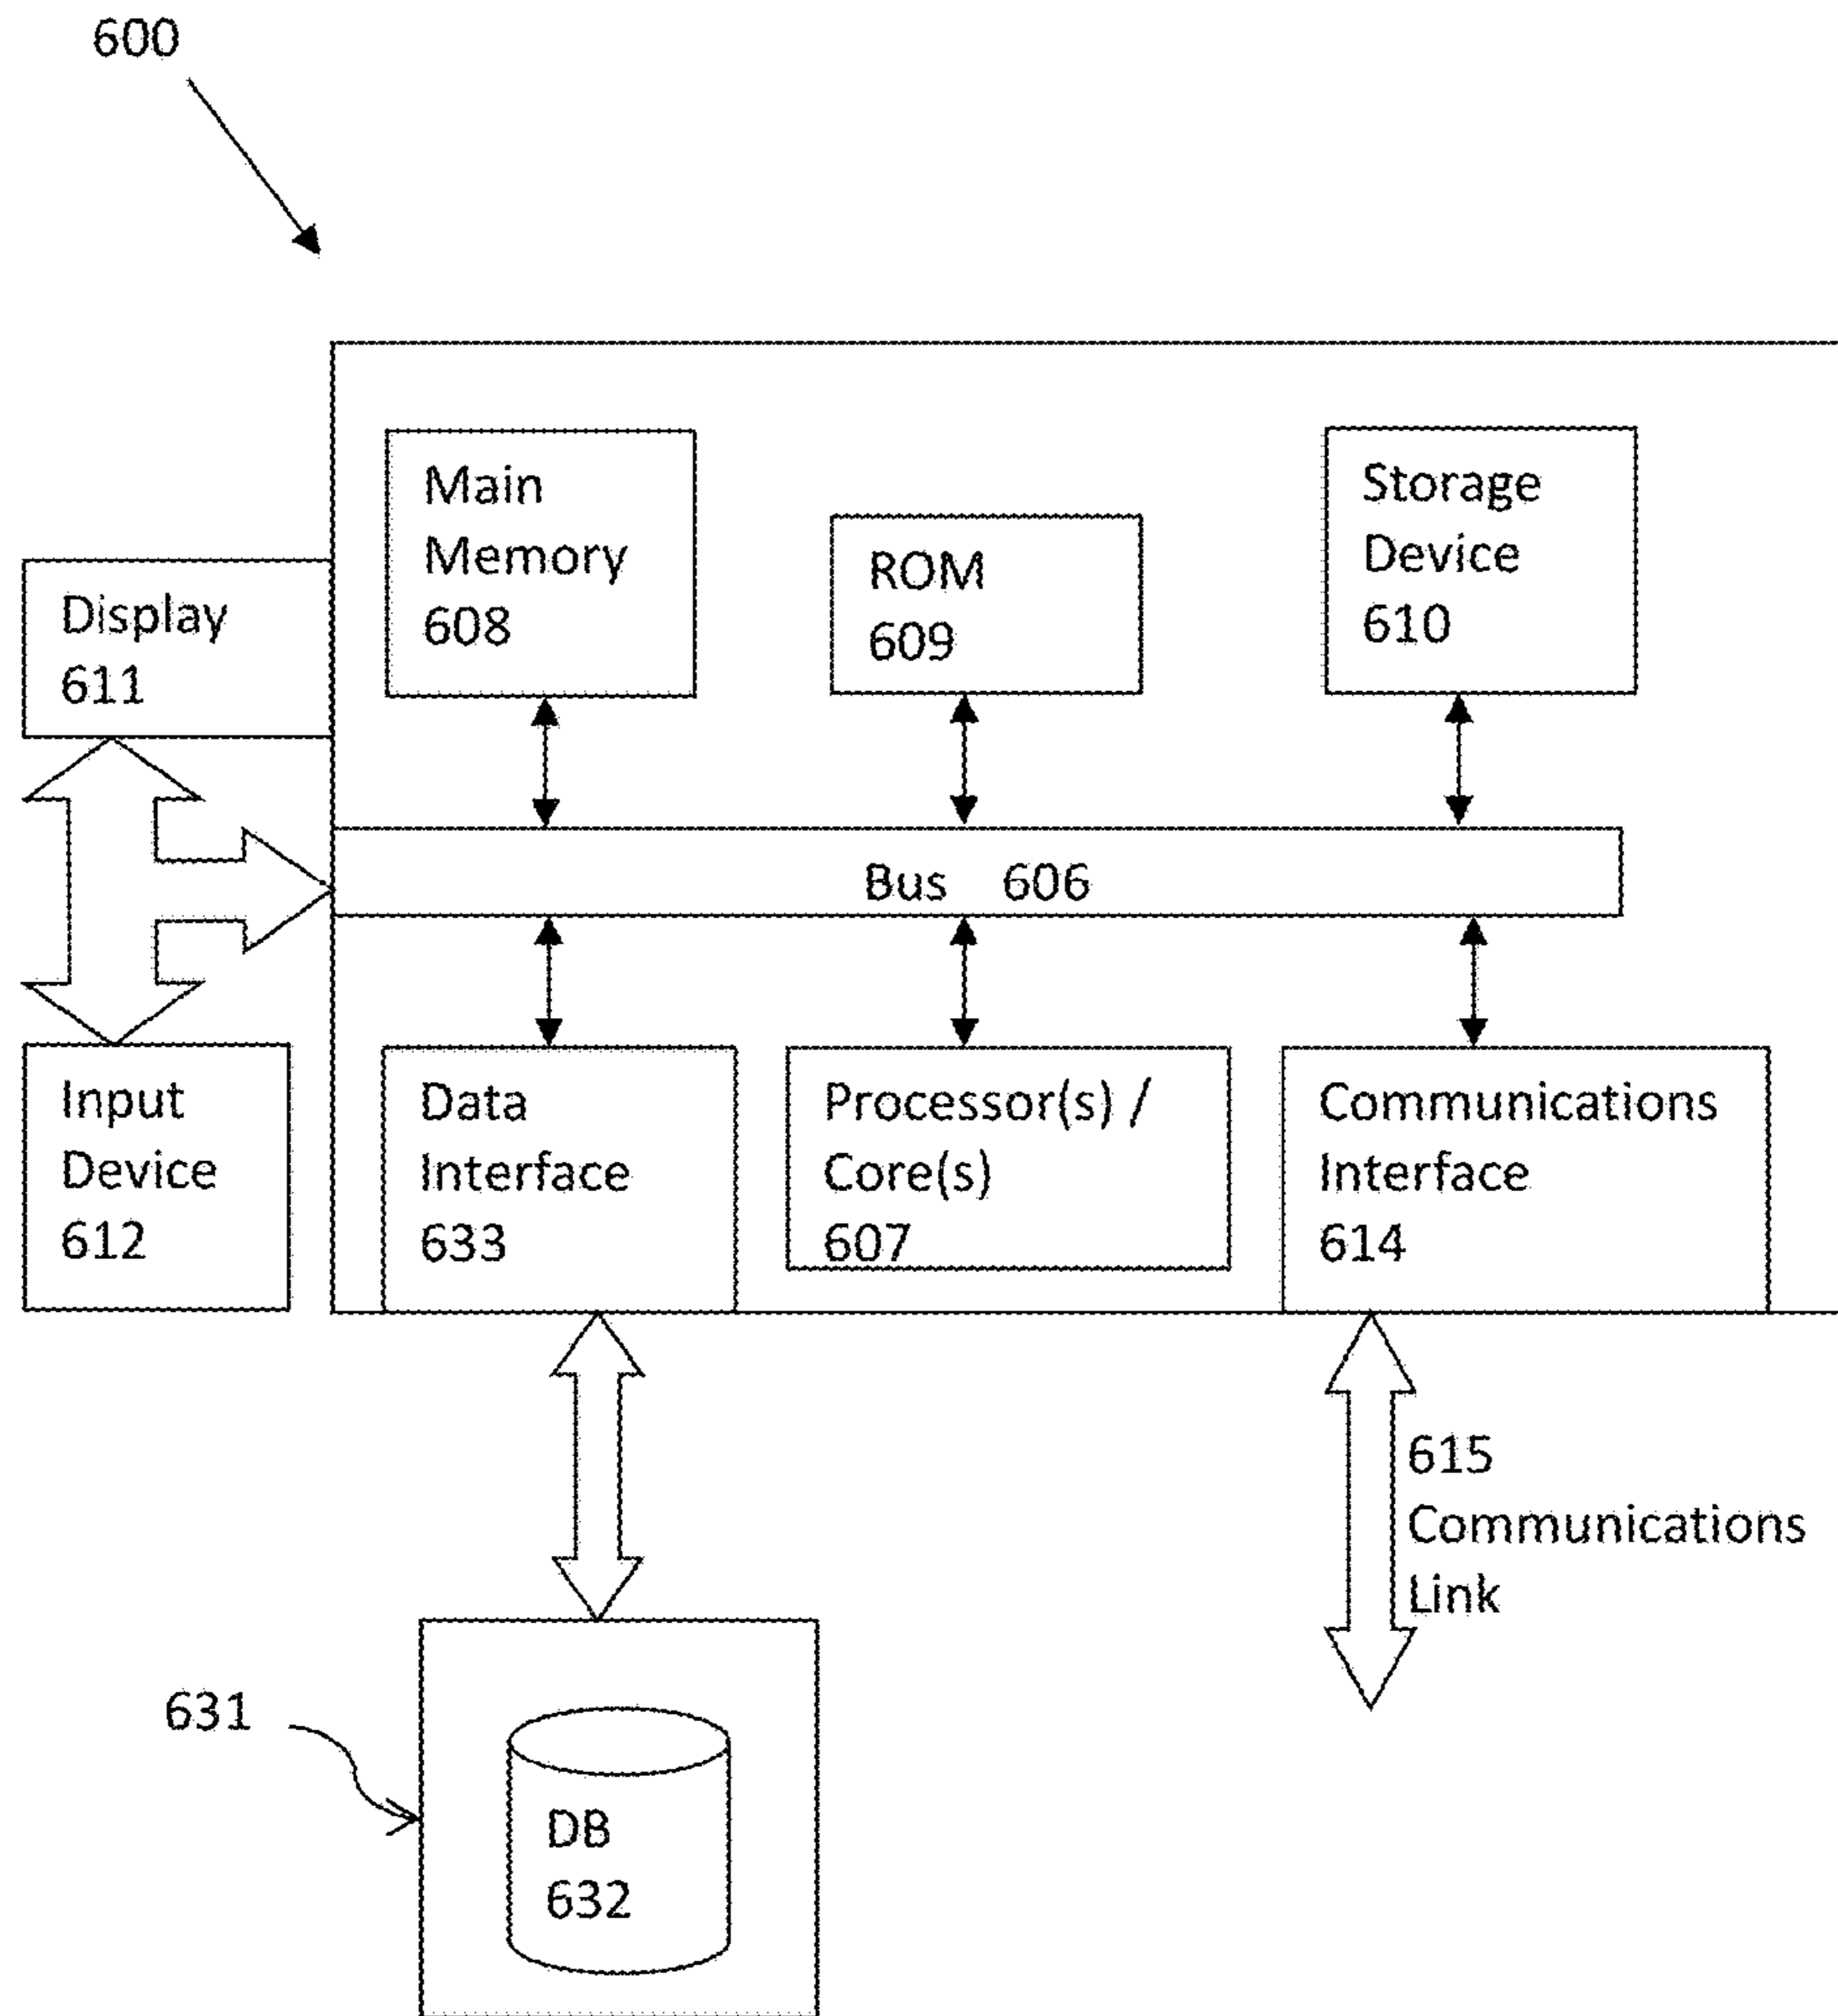 600
Main
Memory
608
ROM
609
Storage
Device
610
Display
611
Bus 606
Input
Device
612
Data
Interface
633
Processor(s) /
Core(s)
607
Communications
Interface
614
615
Communications
Link
631
DB
632